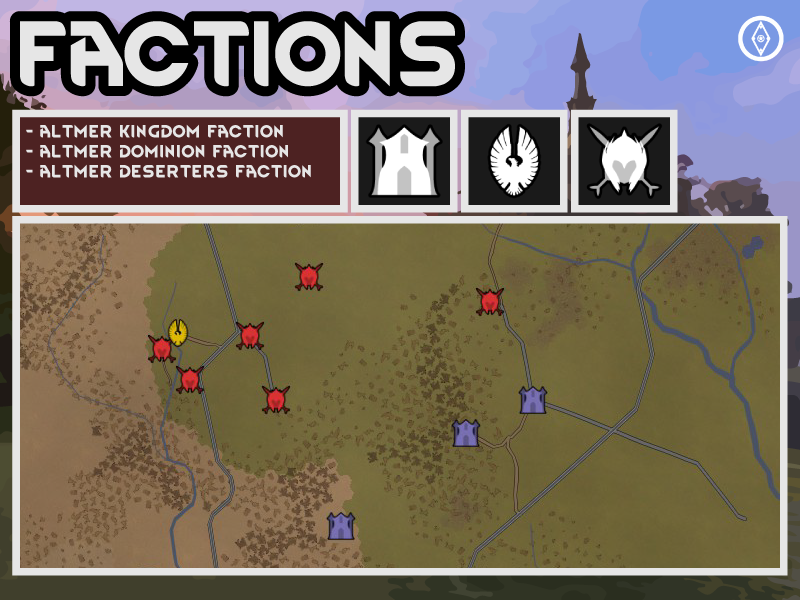 FACTIONS
- ALTMER KINGDOM FACTION
- ALTMER DOMINION FACTION
- ALTMER DESERTERS FACTION